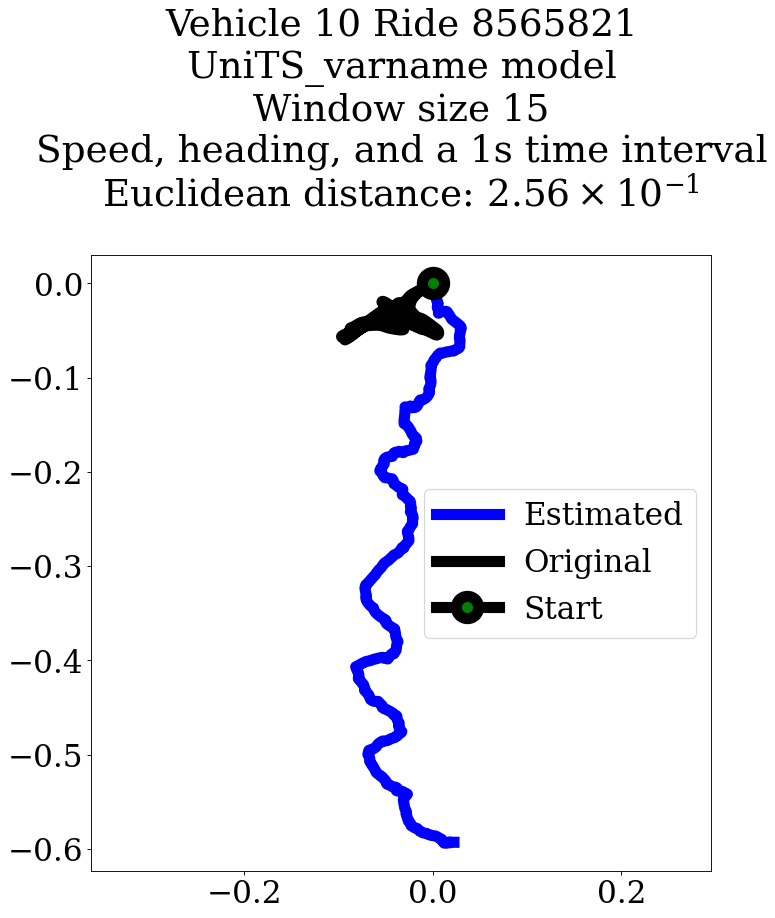 Vehicle 10 Ride 8565821
UniTS_varname model
Window size 15
Speed, heading, and a 1s time interval
Euclidean distance: 2.56 × 10⁻¹
0.0
−0.1
−0.2
−0.3
−0.4
−0.5
−0.6
Estimated
Original
Start
−0.2
0.0
0.2